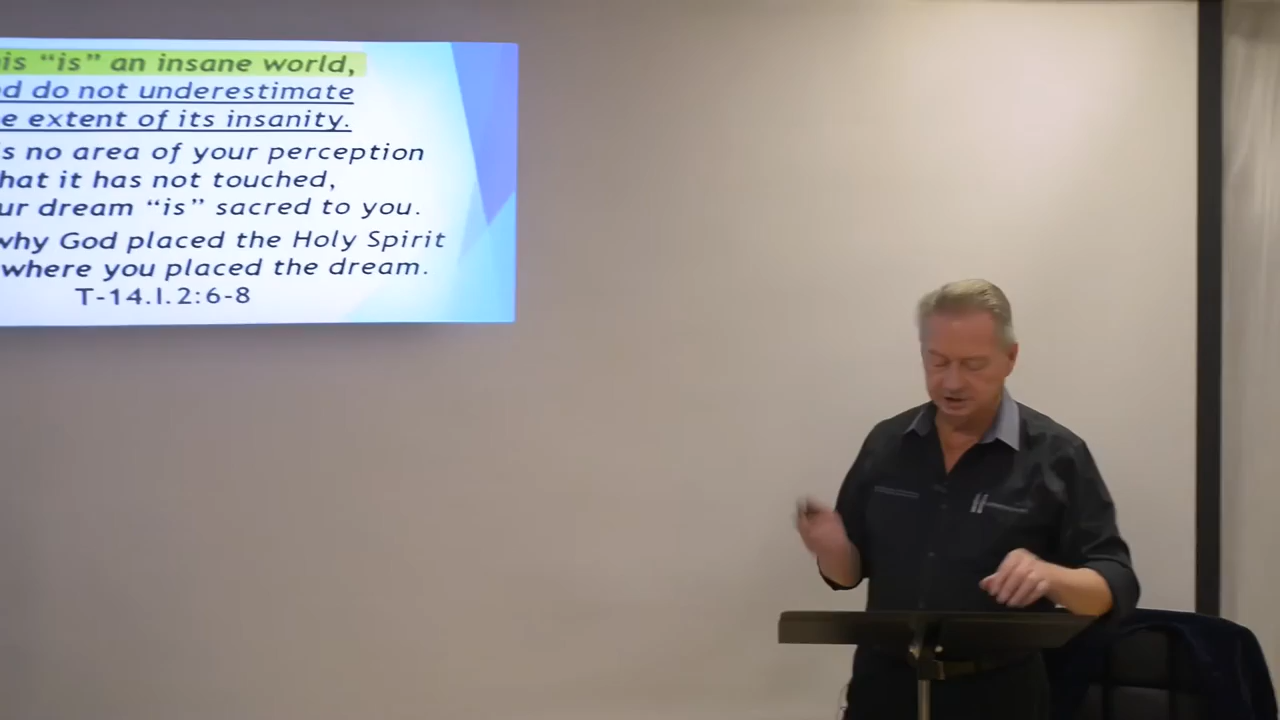 is “is” an insane world,
d do not underestimate
e extent of its insanity.
s no area of your perception
hat it has not touched,
ur dream “is” sacred to you.
why God placed the Holy Spirit
where you placed the dream.
T-14.I.2:6-8